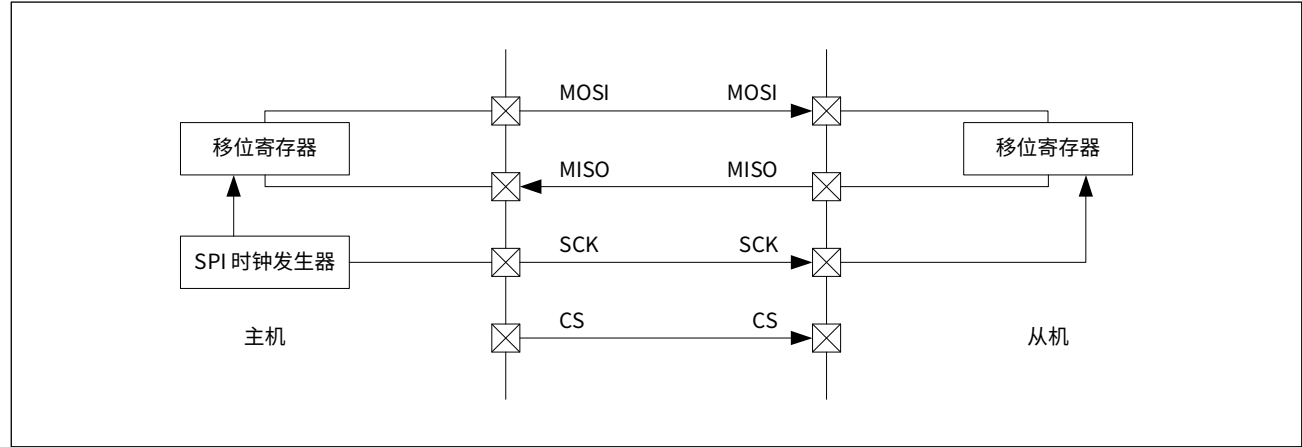 MOSI MOSI
移位寄存器 移位寄存器
MISO MISO
SCK SCK
SPI 时钟发生器
CS CS
主机 从机